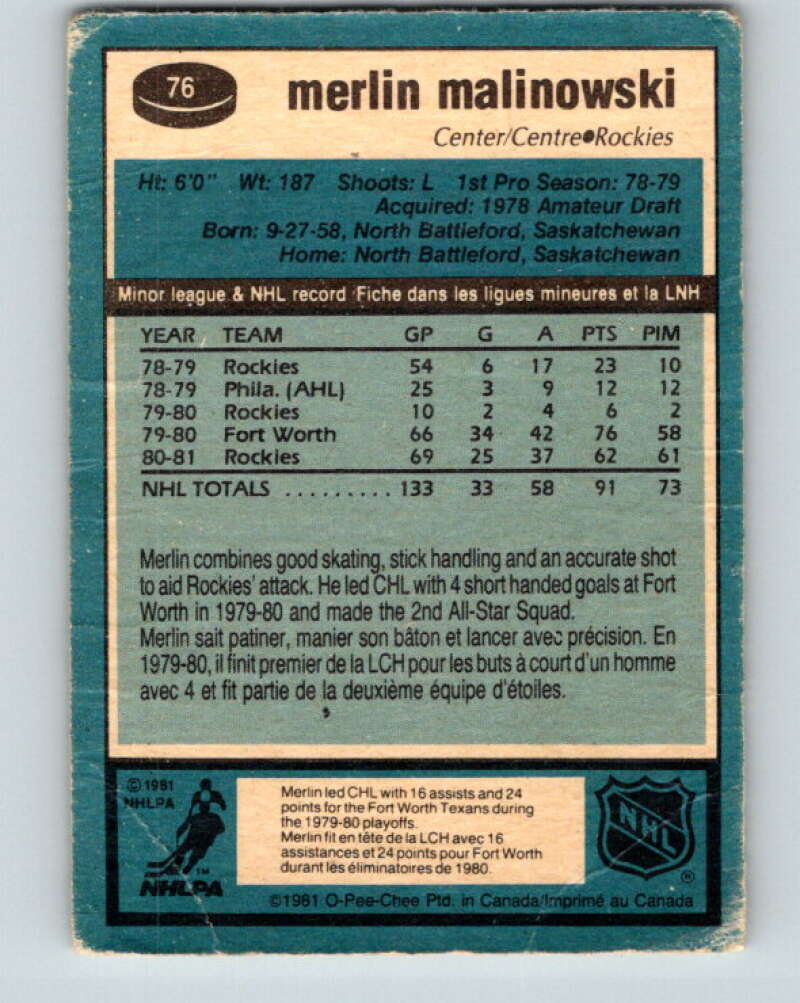 76
merlin malinowski
Center/Centre●Rockies
Ht: 6'0" Wt: 187 Shoots: L 1st Pro Season: 78-79
Acquired: 1978 Amateur Draft
Born: 9-27-58, North Battleford, Saskatchewan
Home: North Battleford, Saskatchewan
Minor league & NHL record Fiche dans les ligues mineures et la LNH
YEAR TEAM GP G A PTS PIM
78-79 Rockies 54 6 17 23 10
78-79 Phila. (AHL) 25 3 9 12 12
79-80 Rockies 10 2 4 6 2
79-80 Fort Worth 66 34 42 76 58
80-81 Rockies 69 25 37 62 61
NHL TOTALS .......... 133 33 58 91 73
Merlin combines good skating, stick handling and an accurate shot
to aid Rockies' attack. He led CHL with 4 short handed goals at Fort
Worth in 1979-80 and made the 2nd All-Star Squad.
Merlin sait patiner, manier son bâton et lancer avec précision. En
1979-80, il finit premier de la LCH pour les buts à court d'un homme
avec 4 et fit partie de la deuxième équipe d'étoiles.
© 1981
NHLPA
TM
NHLPA
Merlin led CHL with 16 assists and 24
points for the Fort Worth Texans during
the 1979-80 playoffs.
Merlin fit en tête de la LCH avec 16
assistances et 24 points pour Fort Worth
durant lés éliminatoires de 1980.
NHL
®
©1981 O-Pee-Chee Ptd. in Canada/Imprimé au Canada